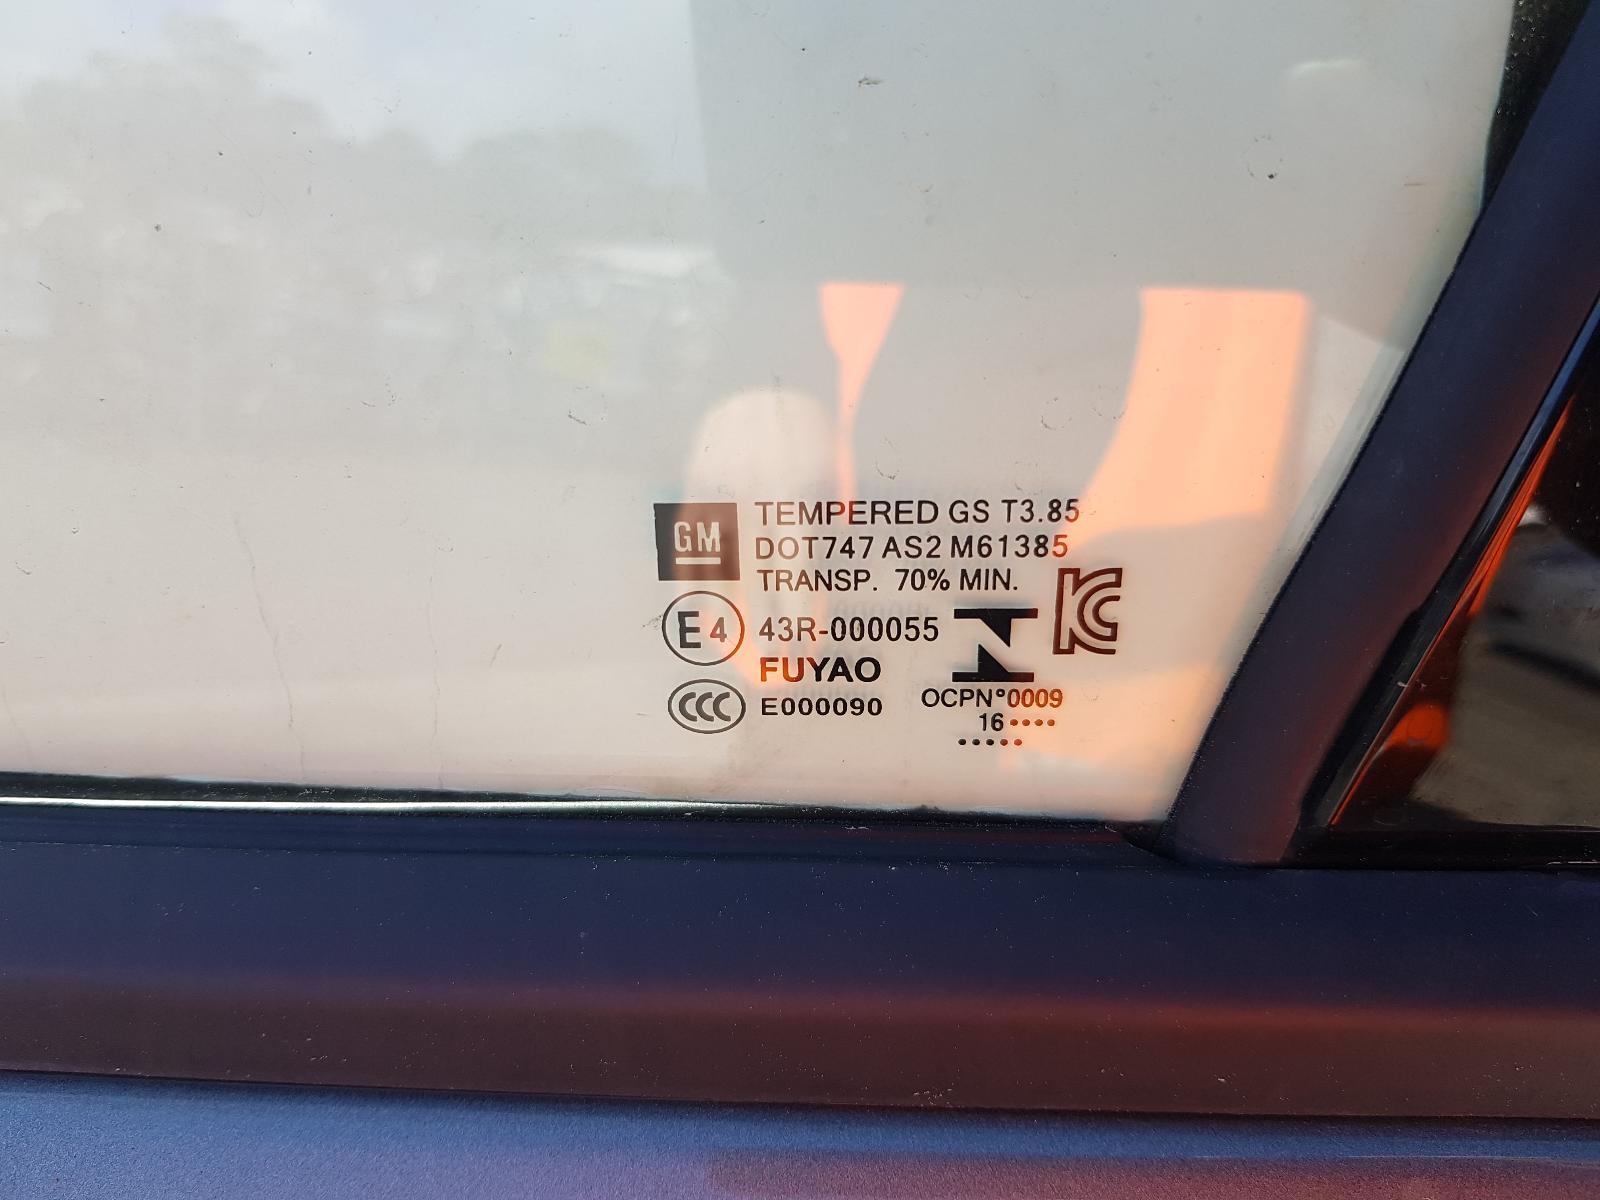 GM TEMPERED GS T3.85
DOT747 AS2 M61385
TRANSP. 70% MIN.
E4 43R-000055
FUYAO
KC
CCC E000090
OCPN°0009
16••••
•••••